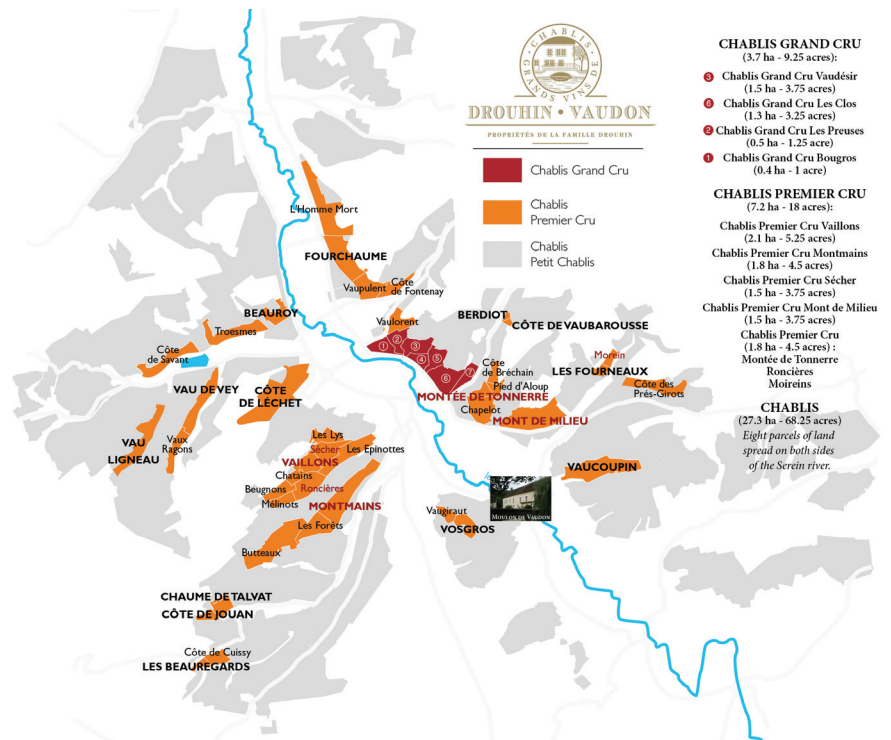 CHABLIS
GRANDS VINS DE
DROUHIN • VAUDON
PROPRIÉTÉS DE LA FAMILLE DROUHIN
Chablis Grand Cru
Chablis
Premier Cru
Chablis
Petit Chablis
CHABLIS GRAND CRU
(3.7 ha - 9.25 acres):
3 Chablis Grand Cru Vaudésir
(1.5 ha - 3.75 acres)
6 Chablis Grand Cru Les Clos
(1.3 ha - 3.25 acres)
2 Chablis Grand Cru Les Preuses
(0.5 ha - 1.25 acre)
1 Chablis Grand Cru Bougros
(0.4 ha - 1 acre)
CHABLIS PREMIER CRU
(7.2 ha - 18 acres):
Chablis Premier Cru Vaillons
(2.1 ha - 5.25 acres)
Chablis Premier Cru Montmains
(1.8 ha - 4.5 acres)
Chablis Premier Cru Sécher
(1.5 ha - 3.75 acres)
Chablis Premier Cru Mont de Milieu
(1.5 ha - 3.75 acres)
Chablis Premier Cru
(1.8 ha - 4.5 acres) :
Montée de Tonnerre
Roncières
Moireins
CHABLIS
(27.3 ha - 68.25 acres)
Eight parcels of land
spread on both sides
of the Serein river.
L'Homme Mort
FOURCHAUME
Vaupulent
Côte
de Fontenay
BEAUROY
Troesmes
Côte
de Savant
Vaulorent
1
2
3
4
5
6
7
BERDIOT
CÔTE DE VAUBAROUSSE
Côte
de Bréchain
Pied d'Aloup
MONTÉE DE TONNERRE
Chapelot
MONT DE MILIEU
Morein
LES FOURNEAUX
Côte des
Prés-Girots
VAU DE VEY
CÔTE
DE LÉCHET
VAU
LIGNEAU
Vaux
Ragons
Les Lys
Sécher
Les Epinottes
VAILLONS
Chatains
Beugnons
Roncières
Mélinots
MONTMAINS
Les Forêts
Butteaux
VAUCOUPIN
Vaugiraut
VOSGROS
MOULON DE VAUDON
CHAUME DE TALVAT
CÔTE DE JOUAN
Côte de Cuissy
LES BEAUREGARDS